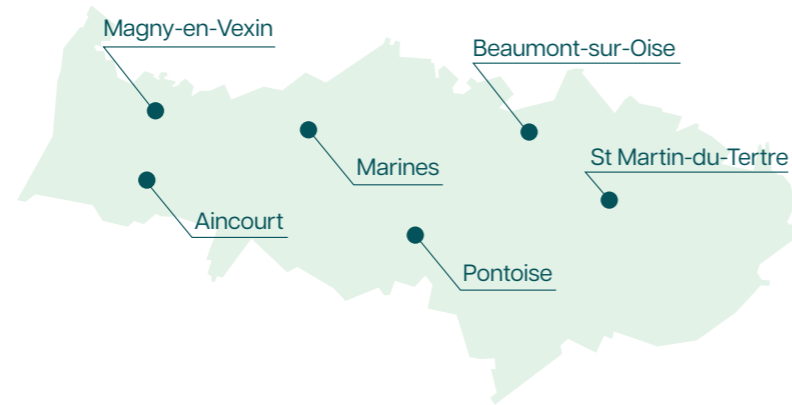 Magny-en-Vexin
Beaumont-sur-Oise
St Martin-du-Tertre
Marines
Aincourt
Pontoise